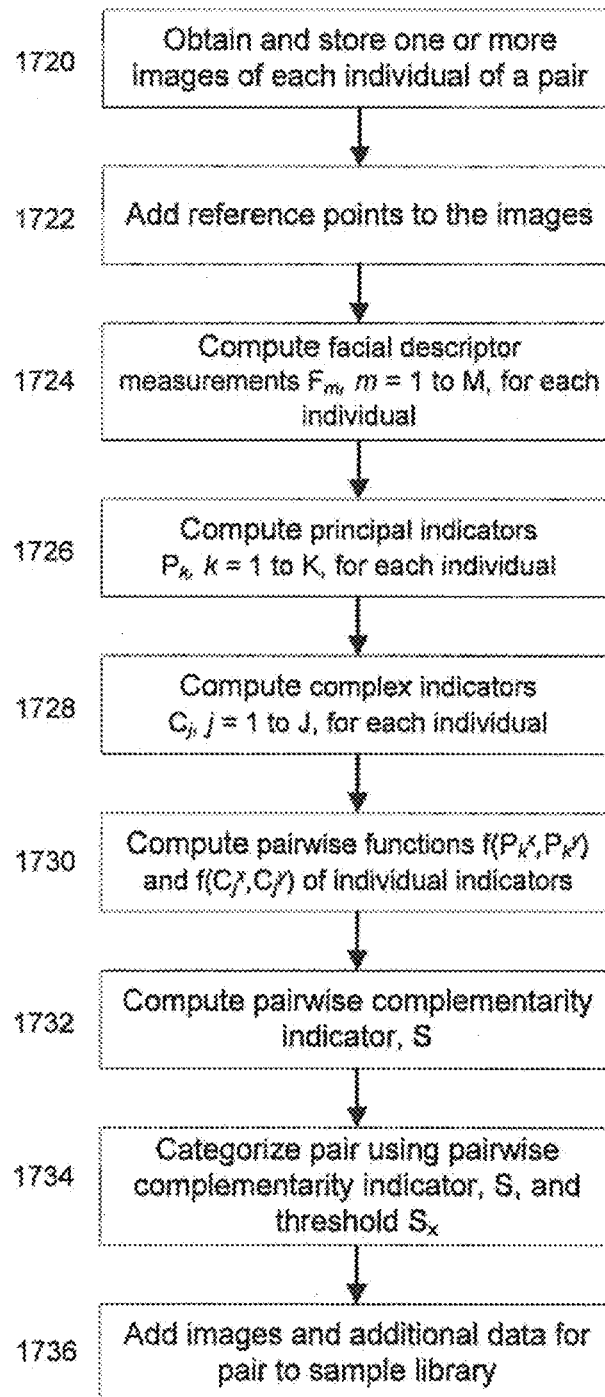 1720
Obtain and store one or more
images of each individual of a pair
1722
Add reference points to the images
1724
Compute facial descriptor
measurements Fm, m = 1 to M, for each
individual
1726
Compute principal indicators
Pk, k = 1 to K, for each individual
1728
Compute complex indicators
Cj, j = 1 to J, for each individual
1730
Compute pairwise functions f(Pk^x,Pk^y)
and f(Cj^x,Cj^y) of individual indicators
1732
Compute pairwise complementarity
indicator, S
1734
Categorize pair using pairwise
complementarity indicator, S, and
threshold Sx
1736
Add images and additional data for
pair to sample library